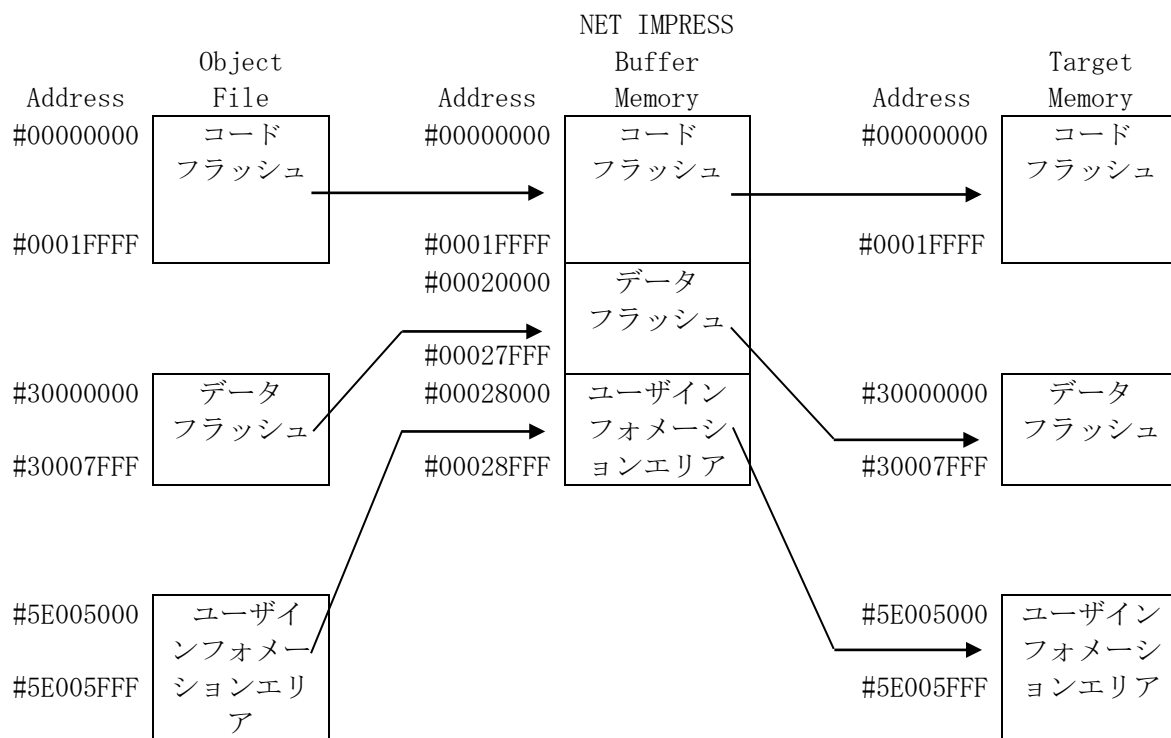 NET IMPRESS
Object Buffer Target
Address File Address Memory Address Memory
#00000000 コード #00000000 コード #00000000 コード
フラッシュ フラッシュ フラッシュ
#0001FFFF #0001FFFF #0001FFFF
#00020000 データ
フラッシュ
#00027FFF
#30000000 データ #00028000 ユーザイン #30000000 データ
フラッシュ フォメーシ フラッシュ
#30007FFF #00028FFF ョンエリア #30007FFF
#5E005000 ユーザイ #5E005000 ユーザイン
ンフォメー フォメーシ
#5E005FFF ションエリ #5E005FFF ョンエリア
ア